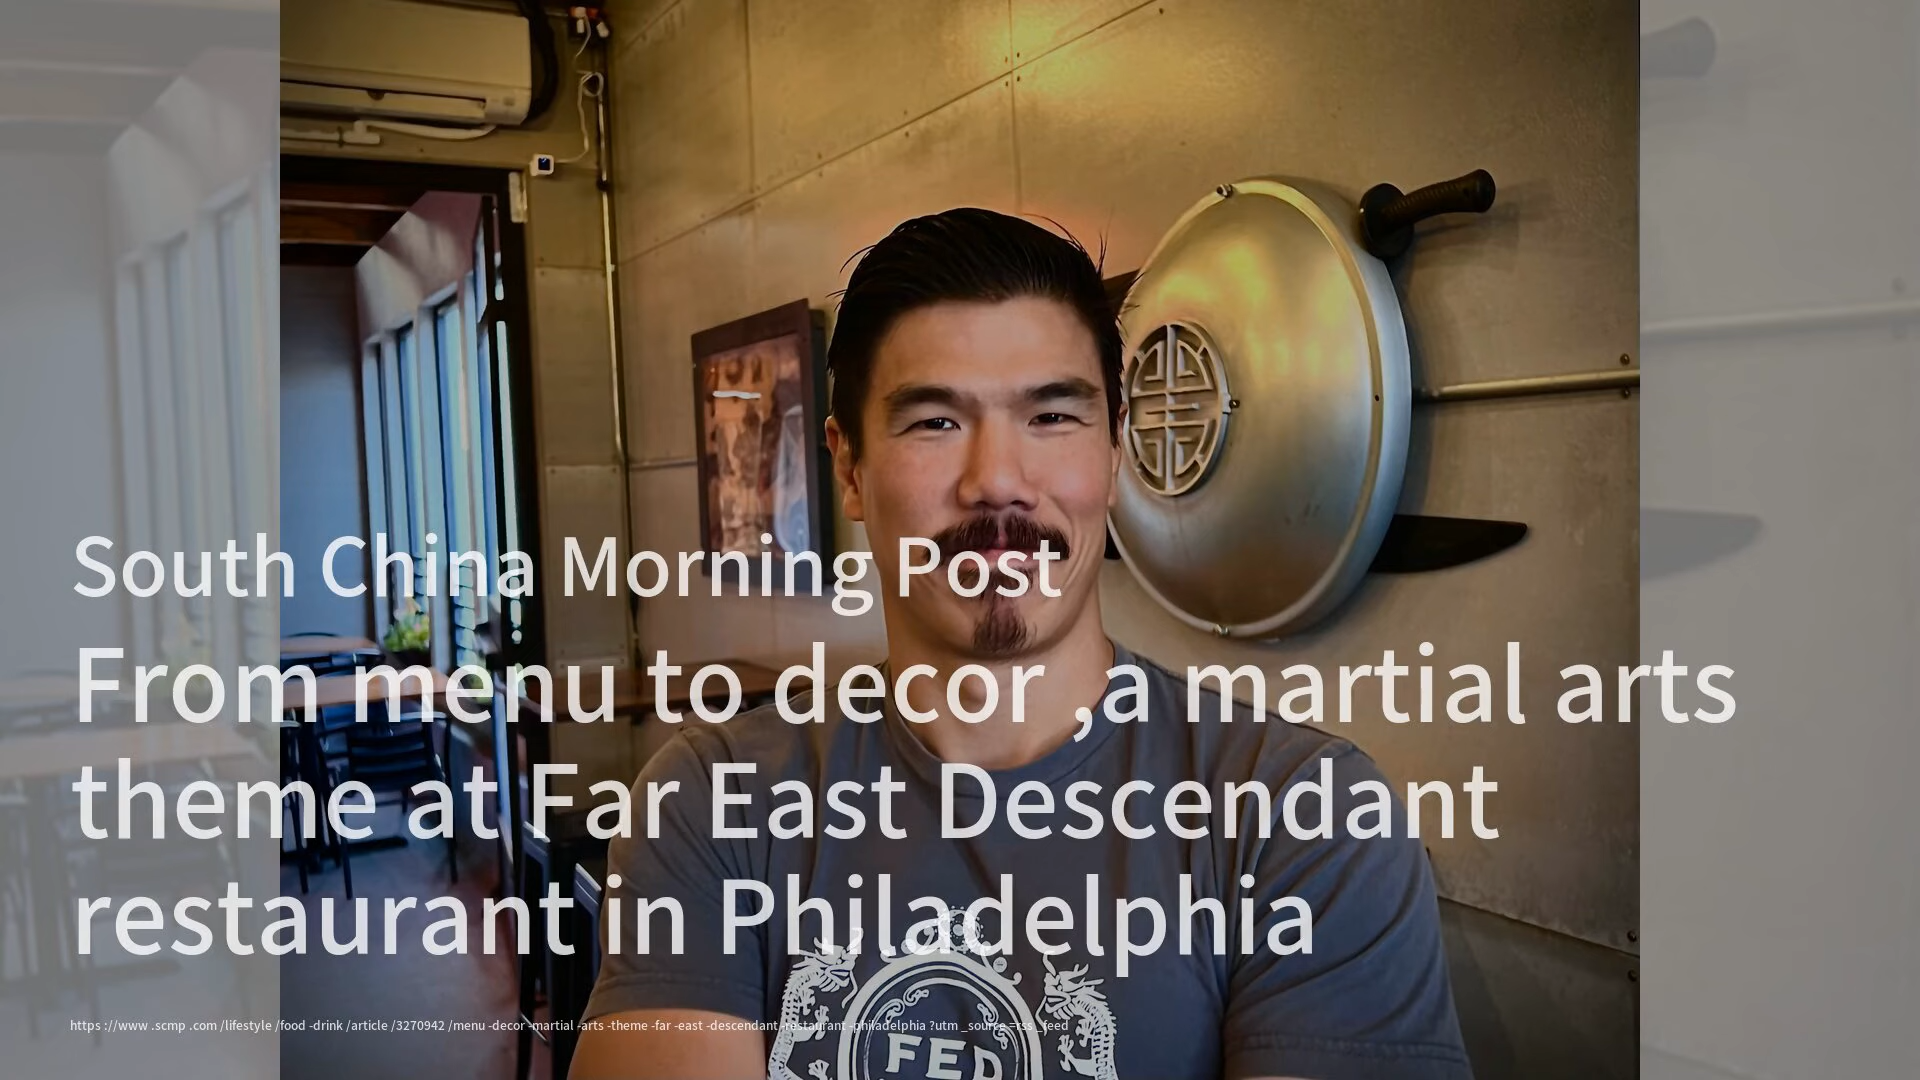 South China Morning Post
From menu to decor ,a martial arts
theme at Far East Descendant
restaurant in Philadelphia
https ://www .scmp .com /lifestyle /food -drink /article /3270942 /menu -decor -martial -arts -theme -far -east -descendant -restaurant -philadelphia ?utm _source =rss _feed
FED